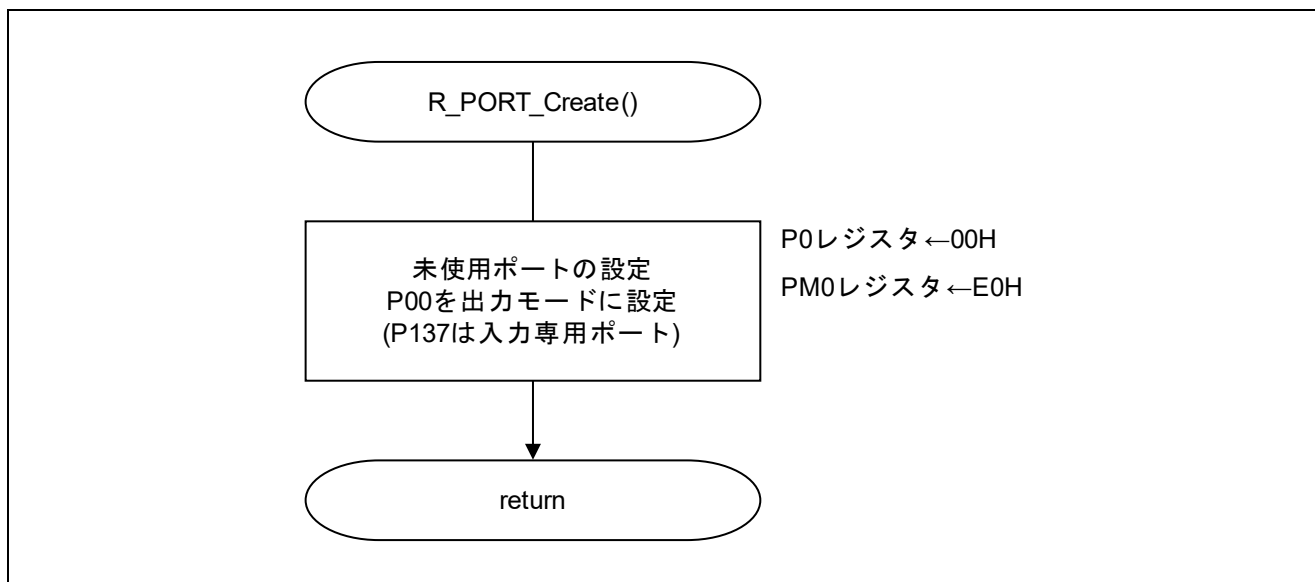 R_PORT_Create()
未使用ポートの設定
P00を出力モードに設定
(P137は入力専用ポート)
P0レジスタ←00H
PM0レジスタ←E0H
return